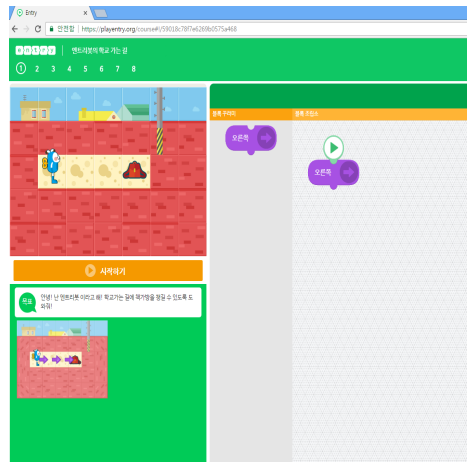 Entry
안전함 | https://playentry.org/course#!/59018c78f7e6269b0575a468
entry
엔트리봇의 학교 가는 길
1 2 3 4 5 6 7 8
블록 꾸러미
블록 조립소
오른쪽
오른쪽
시작하기
목표
안녕! 난 엔트리봇 이라고 해! 학교가는 길에 책가방을 챙길 수 있도록 도
와줘!